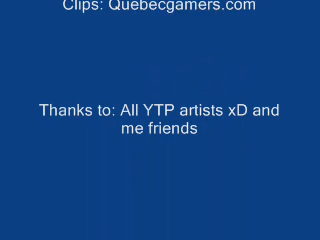 Clips: Quebecgamers.com
Thanks to: All YTP artists xD and
me friends